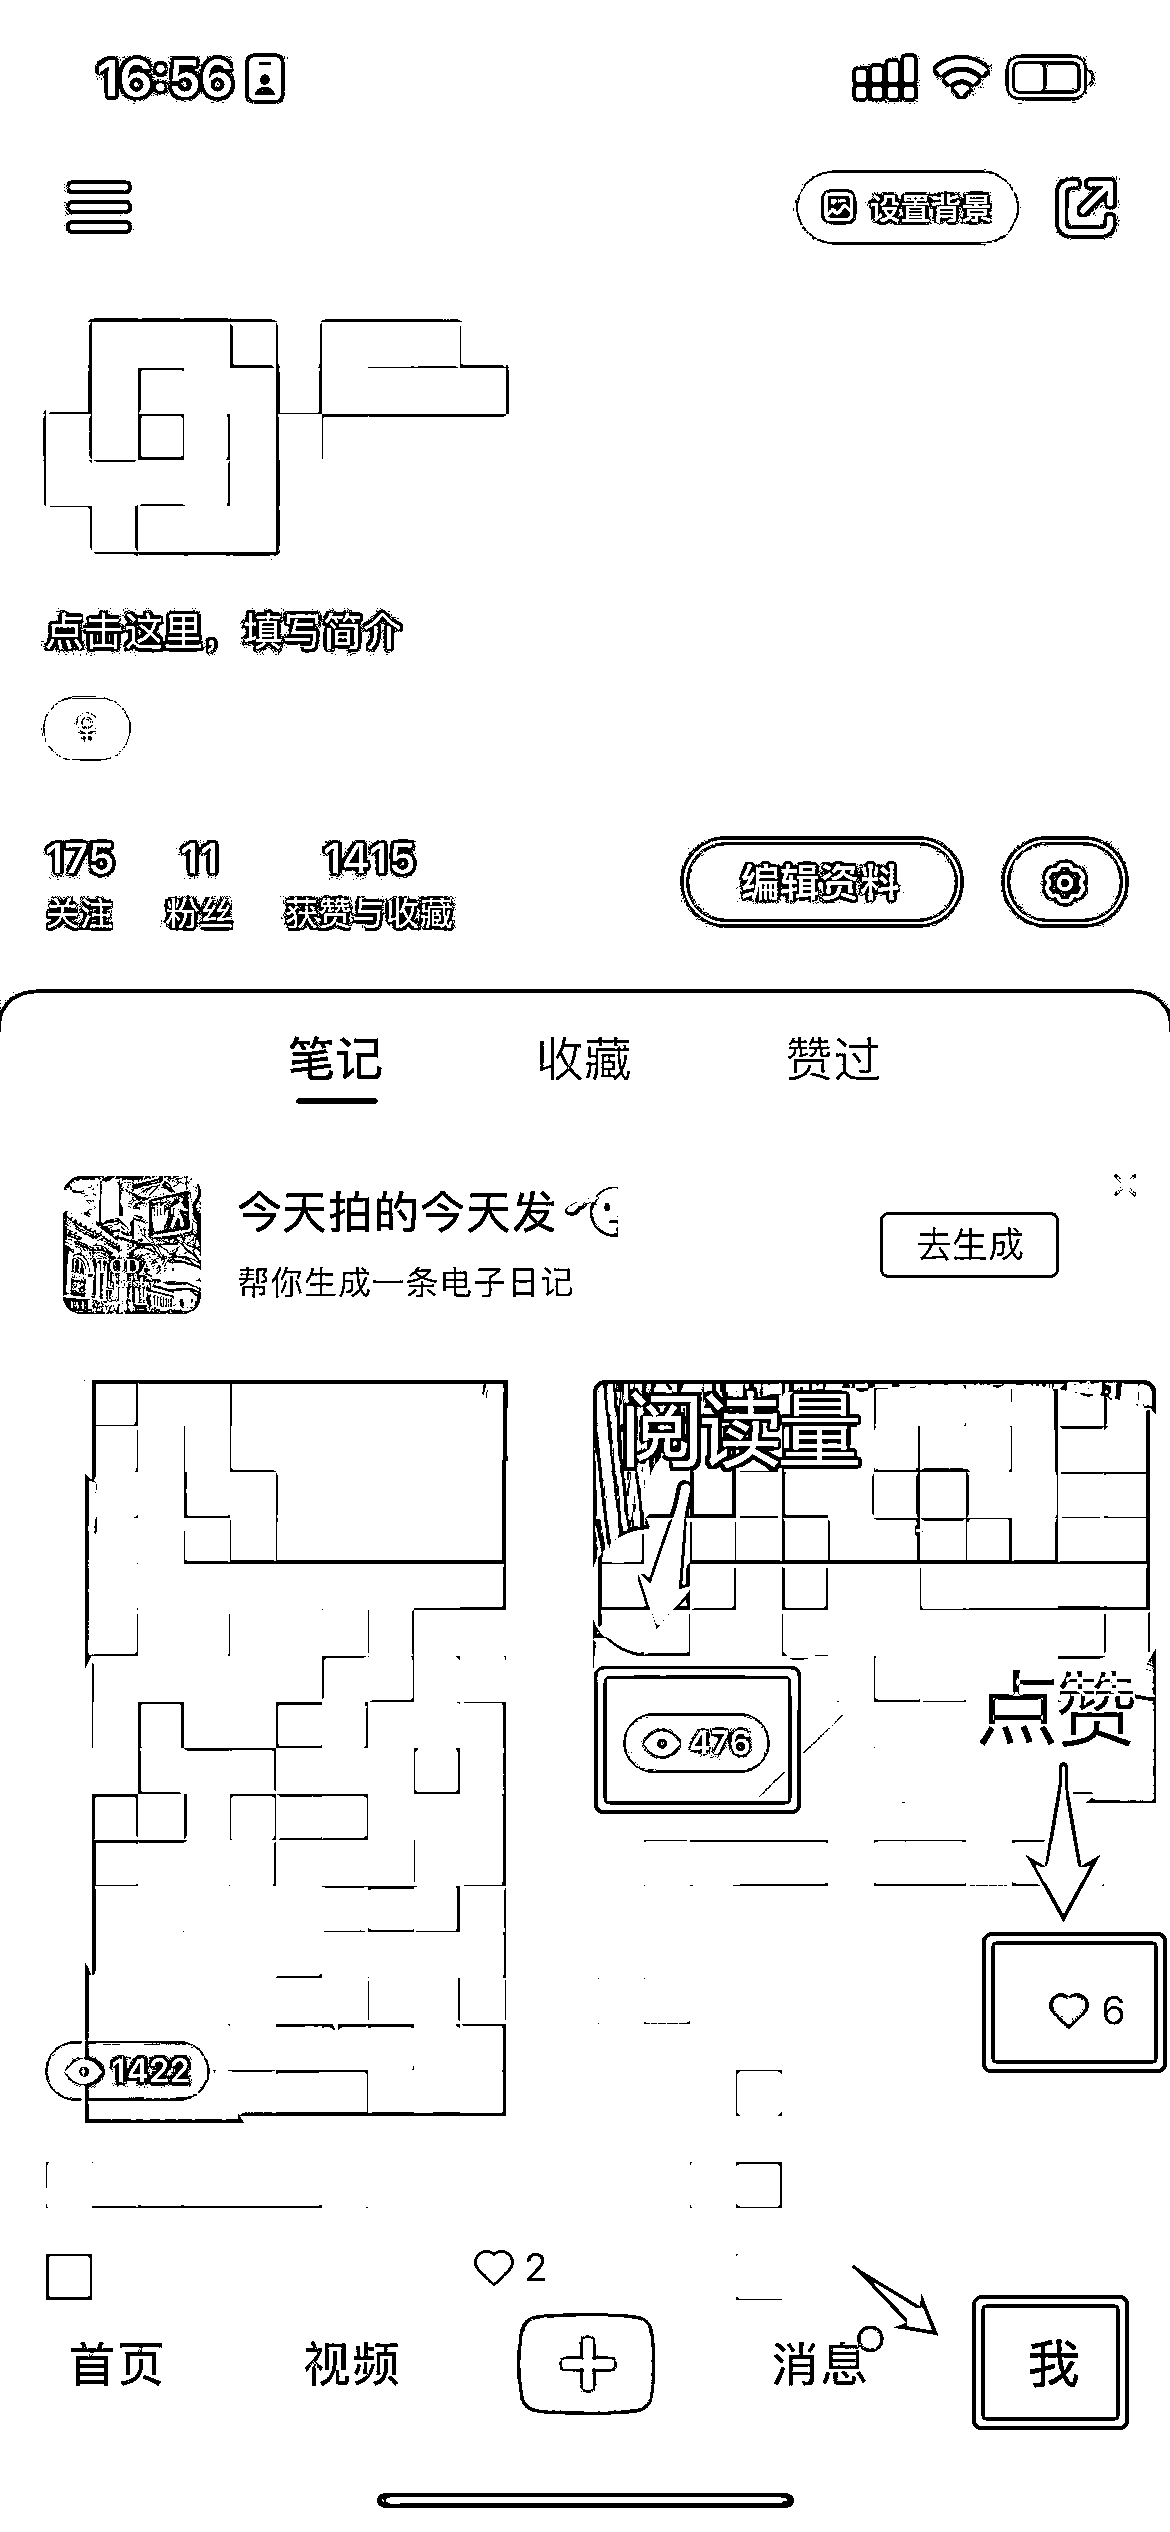 16:56
设置背景
点击这里，填写简介
175 11 1415
关注 粉丝 获赞与收藏
编辑资料
笔记 收藏 赞过
今天拍的今天发
帮你生成一条电子日记
去生成
阅读量
476
点赞
6
1422
2
首页 视频 消息 我